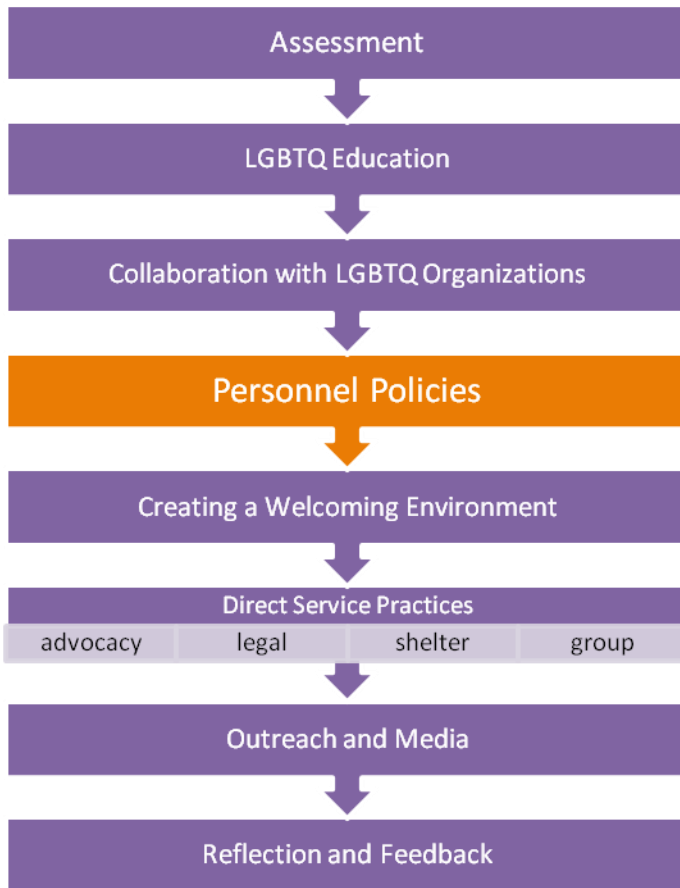 Assessment
LGBTQ Education
Collaboration with LGBTQ Organizations
Personnel Policies
Creating a Welcoming Environment
Direct Service Practices
advocacy legal shelter group
Outreach and Media
Reflection and Feedback